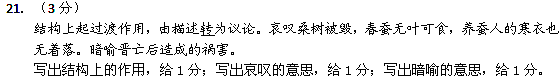 21. （3 分）
结构上起过渡作用，由描述转为议论。哀叹桑树被毁，春蚕无叶可食，养蚕人的寒衣也
无着落。暗喻晋亡后造成的祸害。
写出结构上的作用，给 1 分；写出哀叹的意思，给 1 分；写出暗喻的意思，给 1 分。